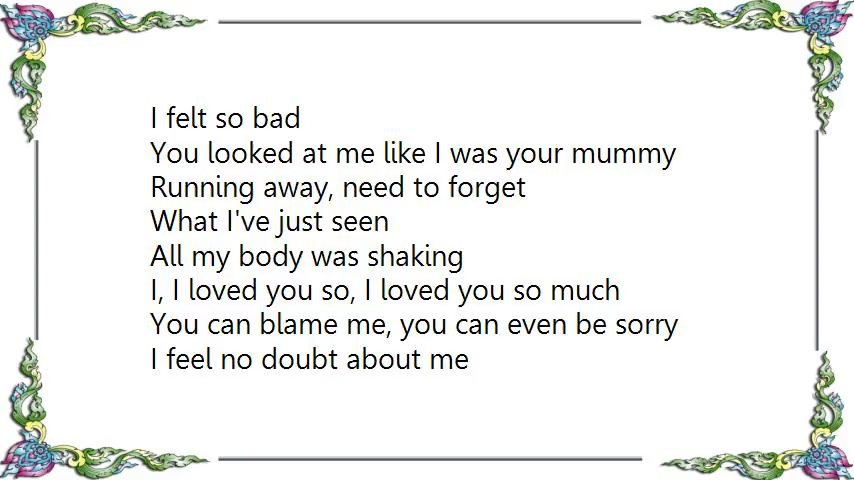 I felt so bad
You looked at me like I was your mummy
Running away, need to forget
What I've just seen
All my body was shaking
I, I loved you so, I loved you so much
You can blame me, you can even be sorry
I feel no doubt about me